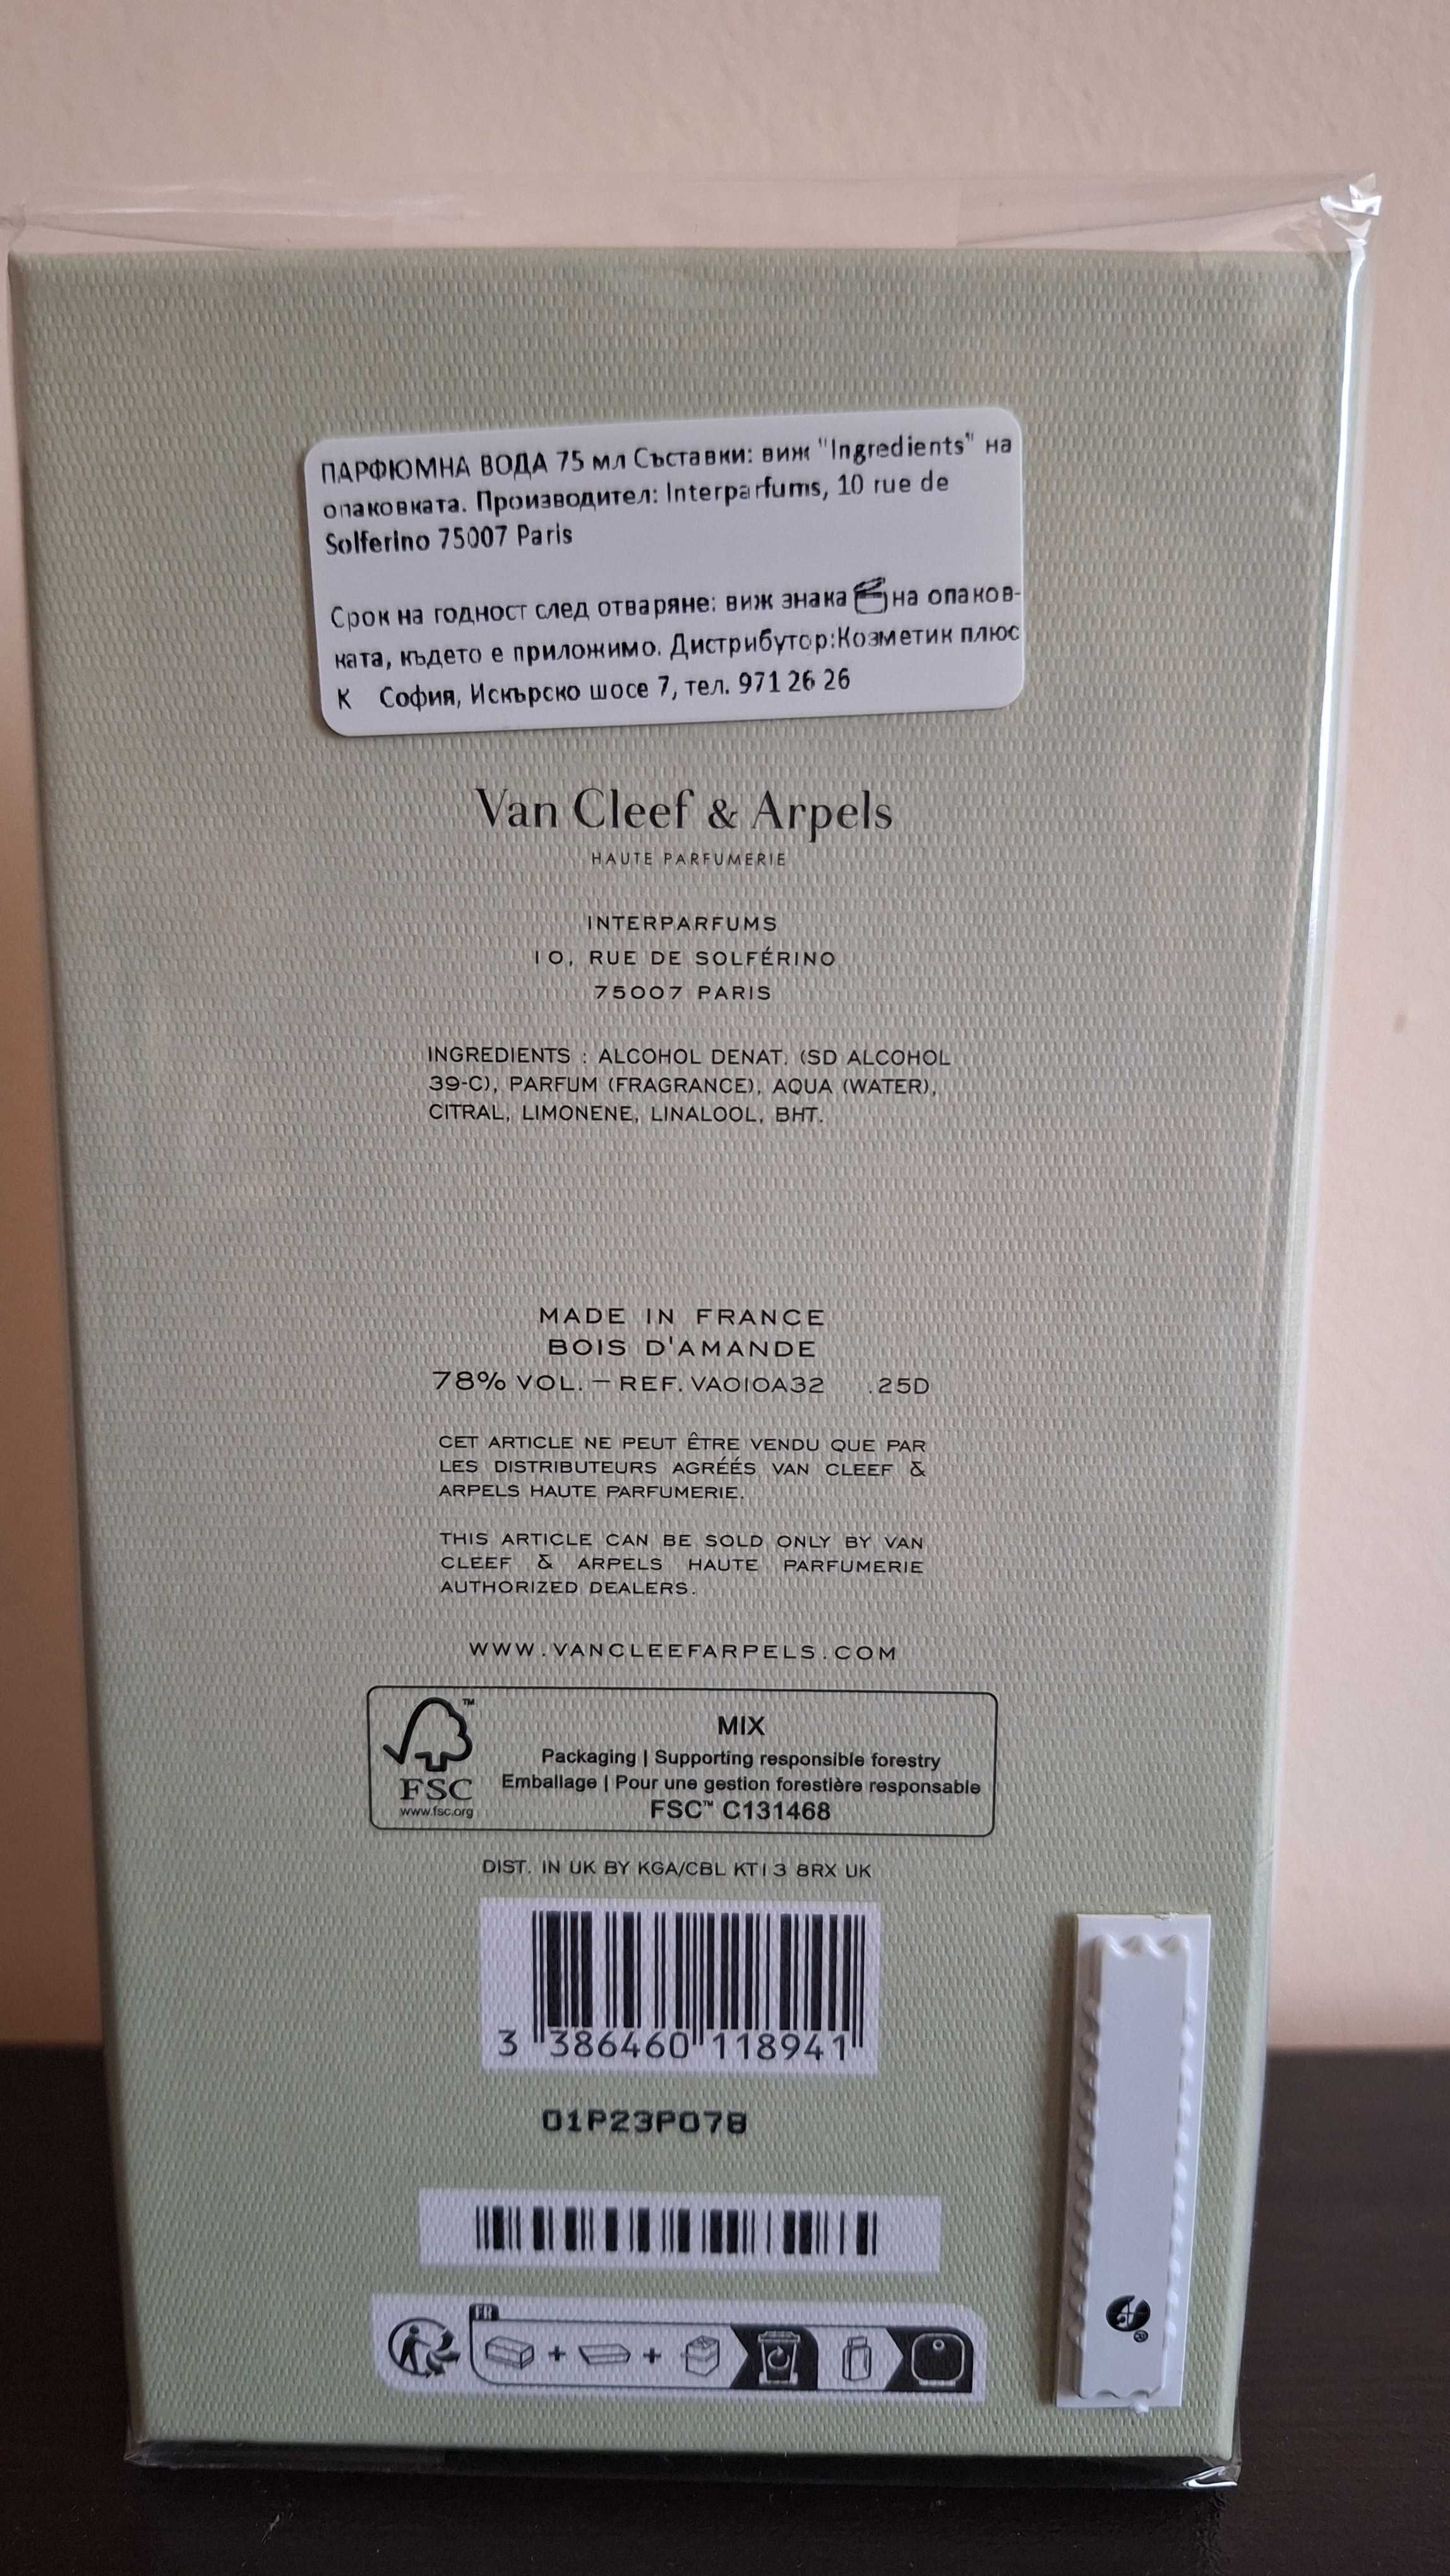 ПАРФЮМНА ВОДА 75 мл Съставки: виж "Ingredients" на
опаковката. Производител: Interparfums, 10 rue de
Solferino 75007 Paris
Срок на годност след отваряне: виж знака на опаков-
ката, където е приложимо. Дистрибутор:Козметик плюс
К София, Искърско шосе 7, тел. 971 26 26
Van Cleef & Arpels
HAUTE PARFUMERIE
INTERPARFUMS
10, RUE DE SOLFÉRINO
75007 PARIS
INGREDIENTS : ALCOHOL DENAT. (SD ALCOHOL
39-C), PARFUM (FRAGRANCE), AQUA (WATER),
CITRAL, LIMONENE, LINALOOL, BHT.
MADE IN FRANCE
BOIS D'AMANDE
78% VOL. – REF. VA010A32 .25D
CET ARTICLE NE PEUT ÊTRE VENDU QUE PAR
LES DISTRIBUTEURS AGRÉÉS VAN CLEEF &
ARPELS HAUTE PARFUMERIE.
THIS ARTICLE CAN BE SOLD ONLY BY VAN
CLEEF & ARPELS HAUTE PARFUMERIE
AUTHORIZED DEALERS.
WWW.VANCLEEFARPELS.COM
FSC
www.fsc.org
MIX
Packaging | Supporting responsible forestry
Emballage | Pour une gestion forestière responsable
FSC™ C131468
DIST. IN UK BY KGA/CBL KT13 8RX UK
3 386460 118941
01P23P078
FR